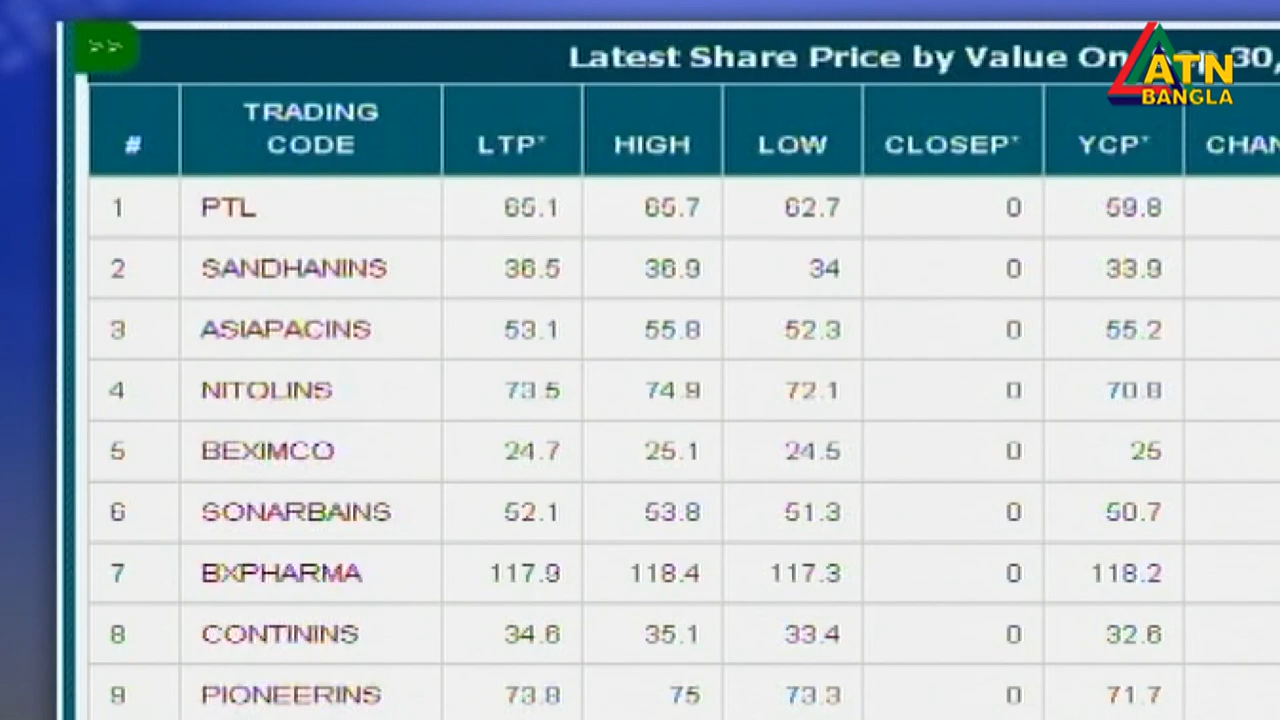 >>
Latest Share Price by Value On Sep 30,
ATN
BANGLA
# TRADING CODE LTP* HIGH LOW CLOSEP* YCP* CHAN
1 PTL 65.1 65.7 62.7 0 59.8
2 SANDHANINS 36.5 36.9 34 0 33.9
3 ASIAPACINS 53.1 55.8 52.3 0 55.2
4 NITOLINS 73.5 74.9 72.1 0 70.8
5 BEXIMCO 24.7 25.1 24.5 0 25
6 SONARBAINS 52.1 53.8 51.3 0 50.7
7 BXPHARMA 117.9 118.4 117.3 0 118.2
8 CONTININS 34.6 35.1 33.4 0 32.6
9 PIONEERINS 73.8 75 73.3 0 71.7